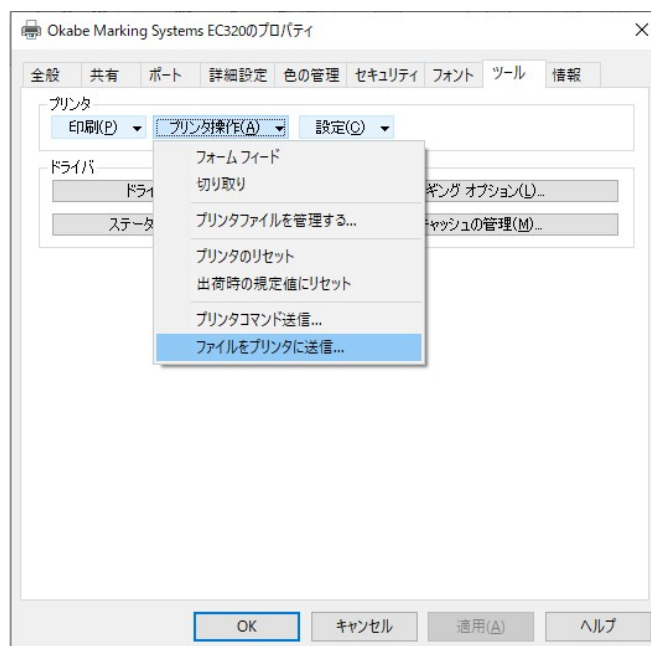 Okabe Marking Systems EC320のプロパティ
全般 共有 ポート 詳細設定 色の管理 セキュリティ フォント ツール 情報
プリンタ
印刷(P) プリンタ操作(A) 設定(C)
フォーム フィード
切り取り
プリンタファイルを管理する...
プリンタのリセット
出荷時の規定値にリセット
プリンタコマンド送信...
ファイルをプリンタに送信...
ドライバ
ドライ ギング オプション(L)...
ステータ キャッシュの管理(M)...
OK キャンセル 適用(A) ヘルプ